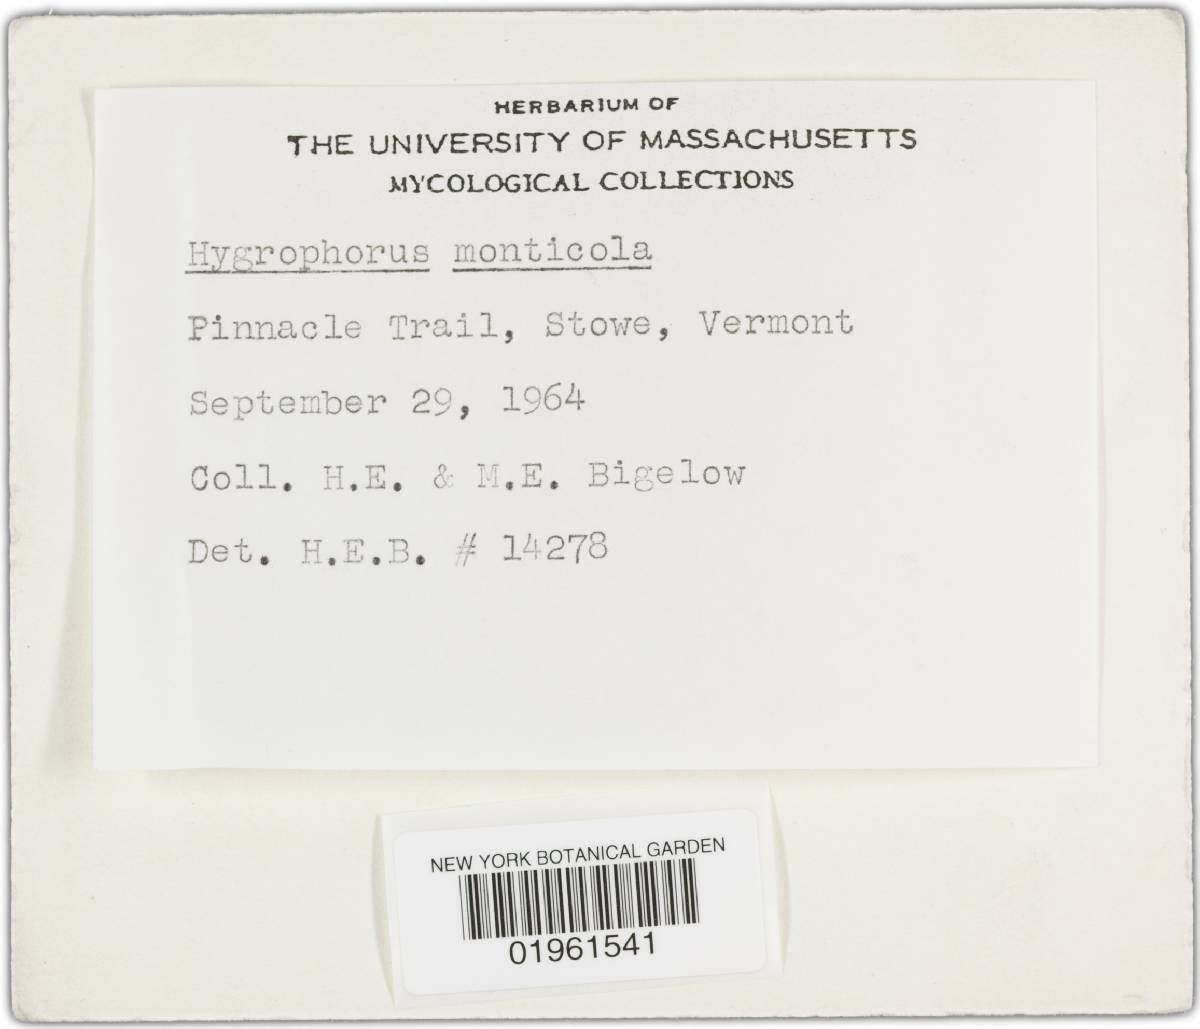 HERBARIUM OF
THE UNIVERSITY OF MASSACHUSETTS
MYCOLOGICAL COLLECTIONS
Hygrophorus monticola
Pinnacle Trail, Stowe, Vermont
September 29, 1964
Coll. H.E. & M.E. Bigelow
Det. H.E.B. # 14278
NEW YORK BOTANICAL GARDEN
01961541